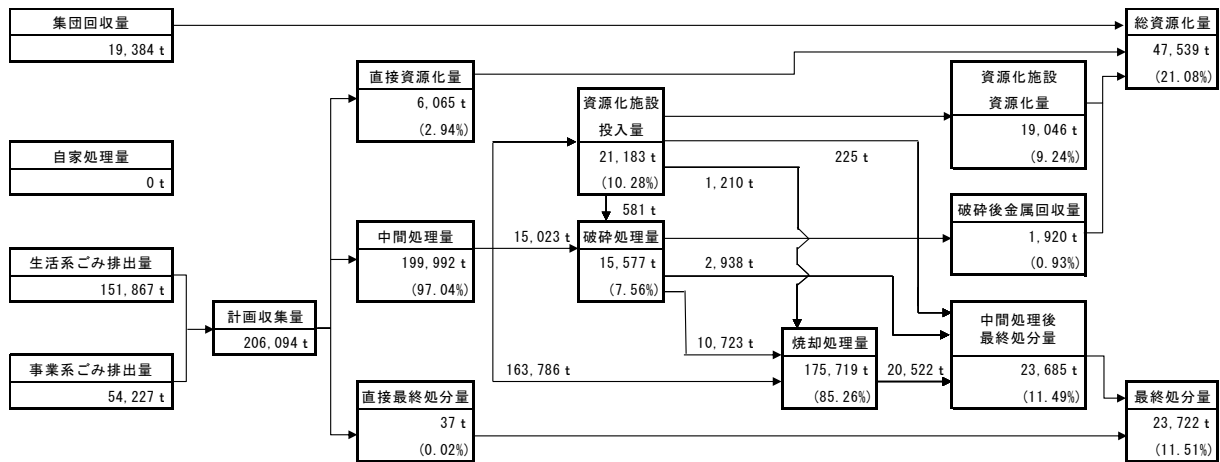 集団回収量
19,384 t
総資源化量
47,539 t
(21.08%)
直接資源化量
6,065 t
(2.94%)
資源化施設
投入量
21,183 t
(10.28%)
資源化施設
資源化量
19,046 t
(9.24%)
自家処理量
0 t
225 t
1,210 t
581 t
中間処理量
199,992 t
(97.04%)
15,023 t
破砕処理量
15,577 t
(7.56%)
破砕後金属回収量
1,920 t
(0.93%)
2,938 t
生活系ごみ排出量
151,867 t
計画収集量
206,094 t
事業系ごみ排出量
54,227 t
10,723 t
163,786 t
焼却処理量
175,719 t
(85.26%)
20,522 t
中間処理後
最終処分量
23,685 t
(11.49%)
直接最終処分量
37 t
(0.02%)
最終処分量
23,722 t
(11.51%)